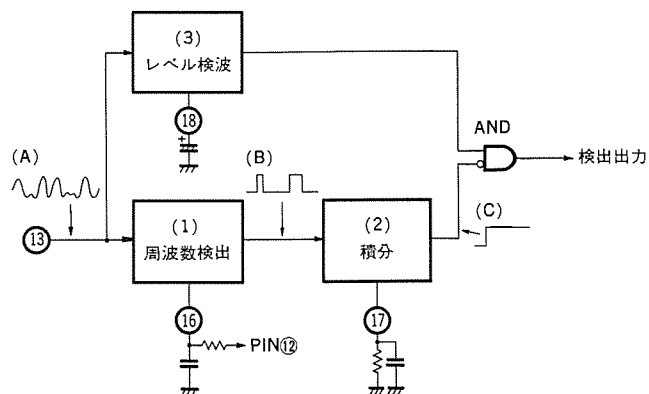 (3)
レベル検波
⑱
+
AND
(A)
(B)
検出出力
(1)
周波数検出
(2)
積分
(C)
⑬
⑯
⑰
PIN⑫